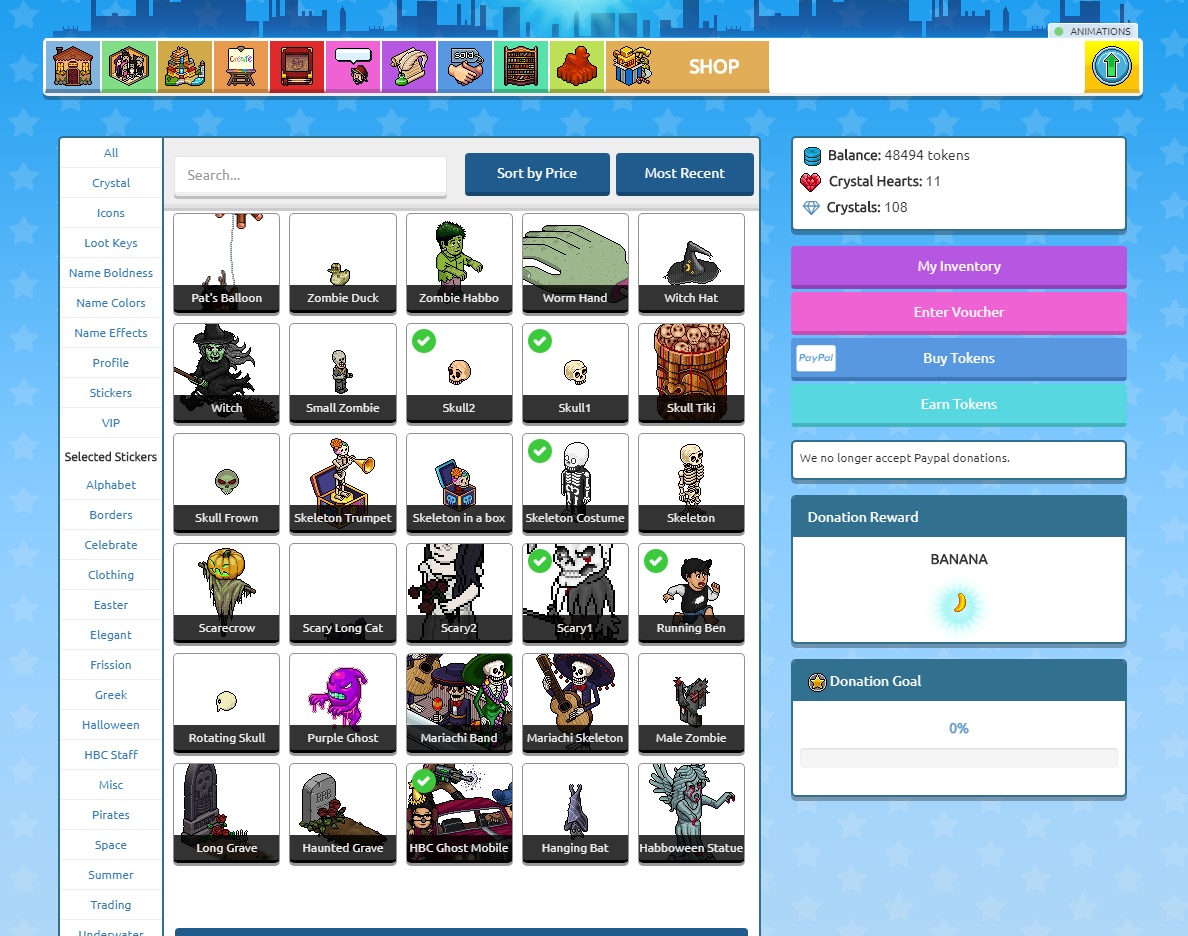 ANIMATIONS
Create
SHOP
All
Crystal
Icons
Loot Keys
Name Boldness
Name Colors
Name Effects
Profile
Stickers
VIP
Selected Stickers
Alphabet
Borders
Celebrate
Clothing
Easter
Elegant
Frission
Greek
Halloween
HBC Staff
Misc
Pirates
Space
Summer
Trading
Underwater
Search...
Sort by Price
Most Recent
Pat's Balloon
Zombie Duck
Zombie Habbo
Worm Hand
Witch Hat
Witch
Small Zombie
Skull2
Skull1
Skull Tiki
Skull Frown
Skeleton Trumpet
Skeleton in a box
Skeleton Costume
Skeleton
Scarecrow
Scary Long Cat
Scary2
Scary1
Running Ben
Rotating Skull
Purple Ghost
Mariachi Band
Mariachi Skeleton
Male Zombie
Long Grave
BRB
Haunted Grave
HBC Ghost Mobile
Hanging Bat
Habboween Statue
Balance: 48494 tokens
Crystal Hearts: 11
Crystals: 108
My Inventory
Enter Voucher
PayPal
Buy Tokens
Earn Tokens
We no longer accept Paypal donations.
Donation Reward
BANANA
Donation Goal
0%